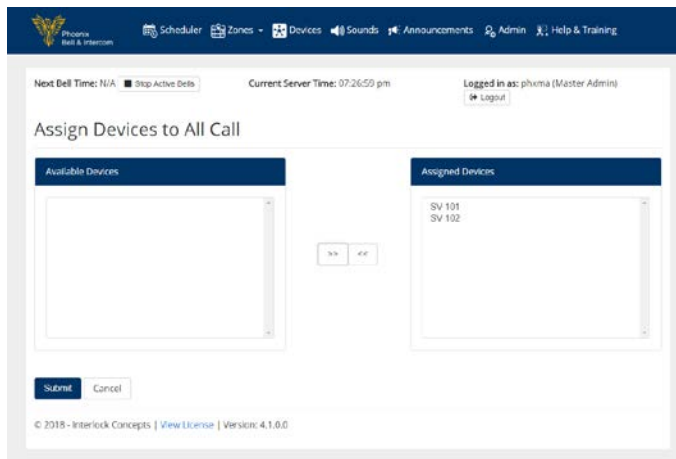 Phoenix
Bell & Intercom
Scheduler Zones Devices Sounds Announcements Admin Help & Training
Next Bell Time: N/A Stop Active Bells Current Server Time: 07:26:59 pm Logged in as: phxma (Master Admin)
Logout
Assign Devices to All Call
Available Devices Assigned Devices
SV 101
SV 102
>> <<
Submit Cancel
© 2018 - Interlock Concepts | View License | Version: 4.1.0.0